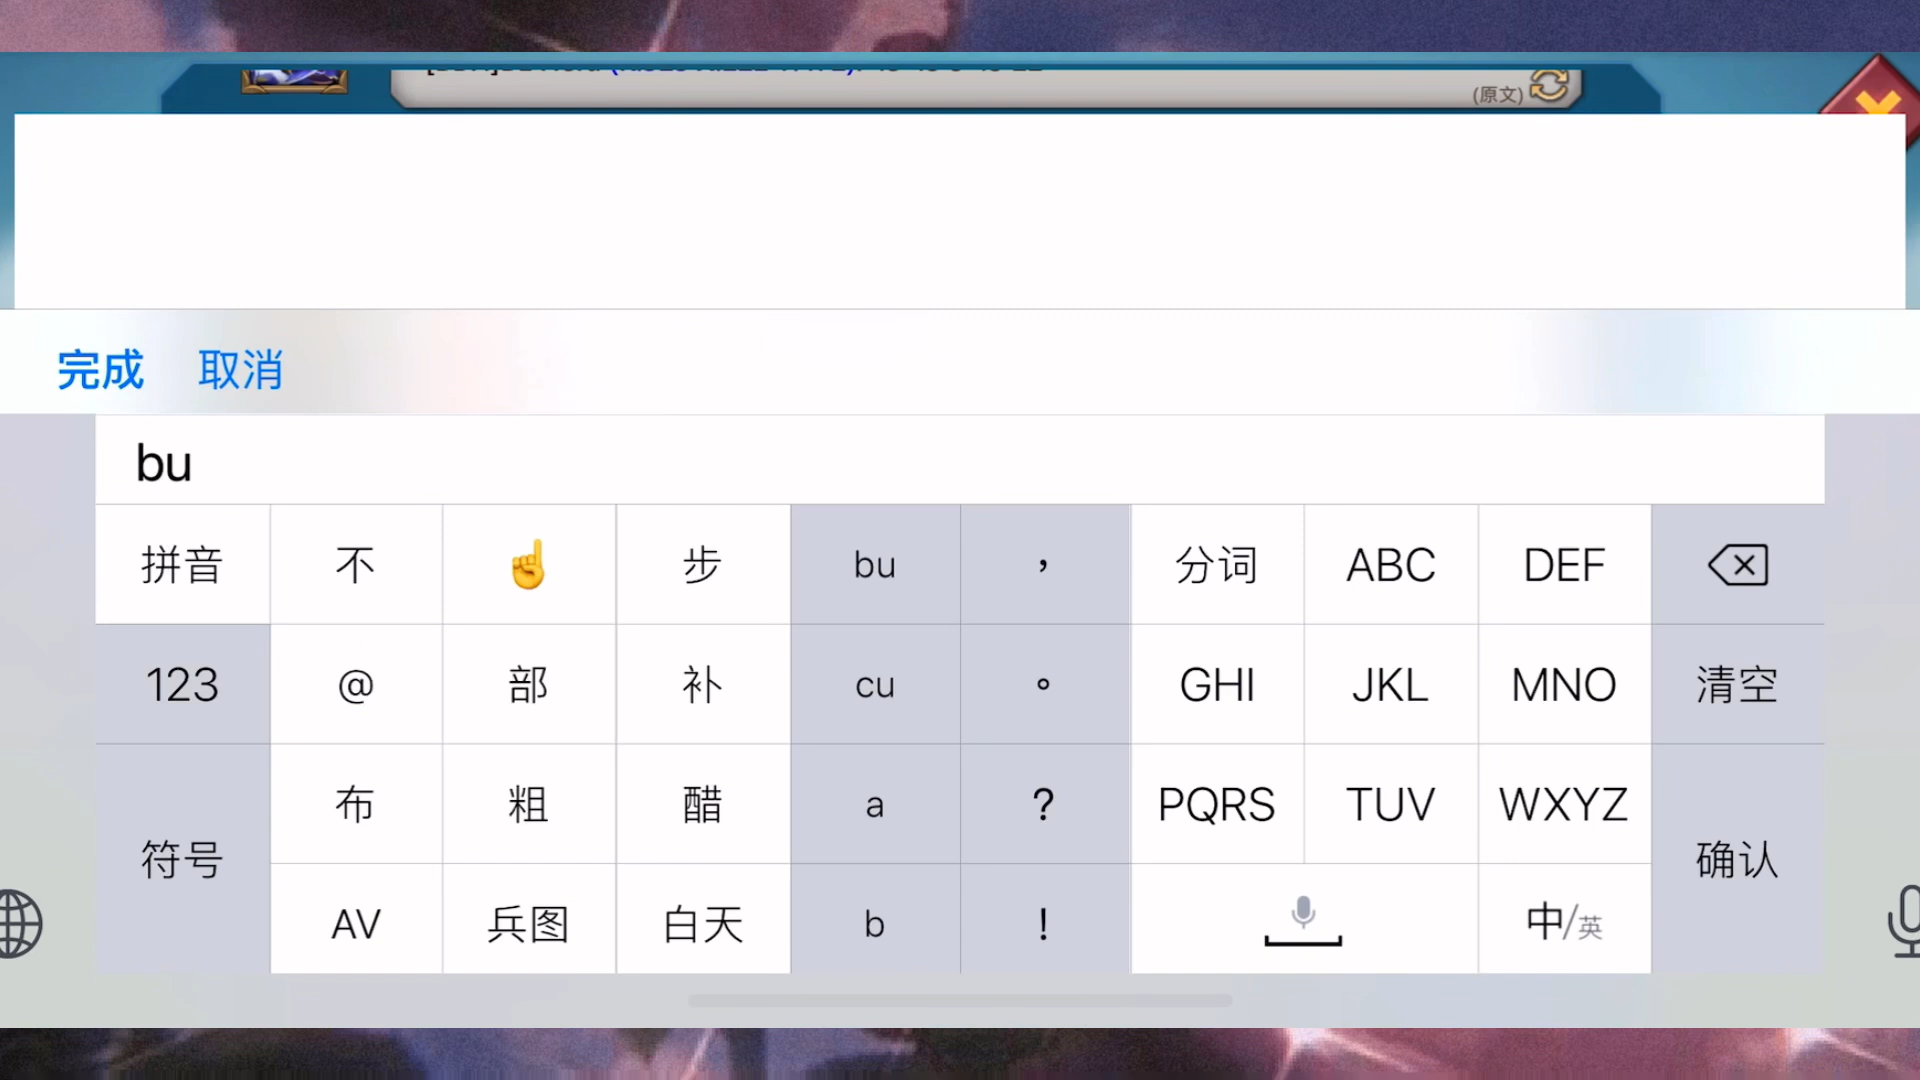 (原文)
完成 取消
bu
拼音 不 ☝ 步 bu ， 分词 ABC DEF
123 @ 部 补 cu 。 GHI JKL MNO 清空
布 粗 醋 a ? PQRS TUV WXYZ
符号 确认
AV 兵图 白天 b ! 中/英